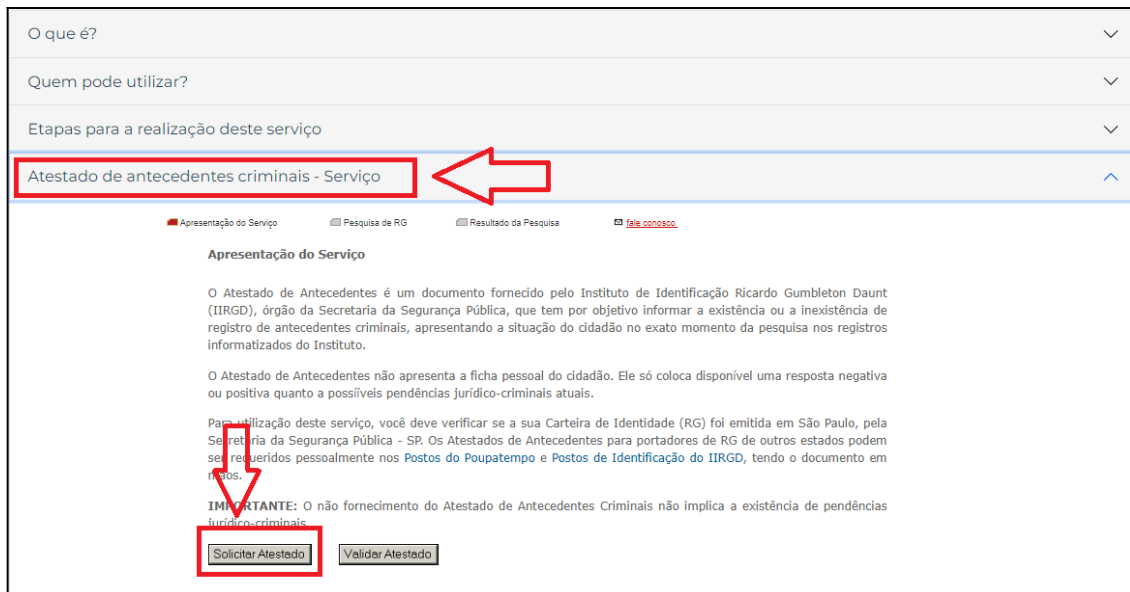 O que é?
Quem pode utilizar?
Etapas para a realização deste serviço
Atestado de antecedentes criminais - Serviço
Apresentação do Serviço Pesquisa de RG Resultado da Pesquisa fale conosco
Apresentação do Serviço
O Atestado de Antecedentes é um documento fornecido pelo Instituto de Identificação Ricardo Gumbleton Daunt
(IIRGD), órgão da Secretaria da Segurança Pública, que tem por objetivo informar a existência ou a inexistência de
registro de antecedentes criminais, apresentando a situação do cidadão no exato momento da pesquisa nos registros
informatizados do Instituto.
O Atestado de Antecedentes não apresenta a ficha pessoal do cidadão. Ele só coloca disponível uma resposta negativa
ou positiva quanto a possíiveis pendências jurídico-criminais atuais.
Para utilização deste serviço, você deve verificar se a sua Carteira de Identidade (RG) foi emitida em São Paulo, pela
Secretaria da Segurança Pública - SP. Os Atestados de Antecedentes para portadores de RG de outros estados podem
ser requeridos pessoalmente nos Postos do Poupatempo e Postos de Identificação do IIRGD, tendo o documento em
mãos.
IMPORTANTE: O não fornecimento do Atestado de Antecedentes Criminais não implica a existência de pendências
jurídico-criminais
Solicitar Atestado Validar Atestado